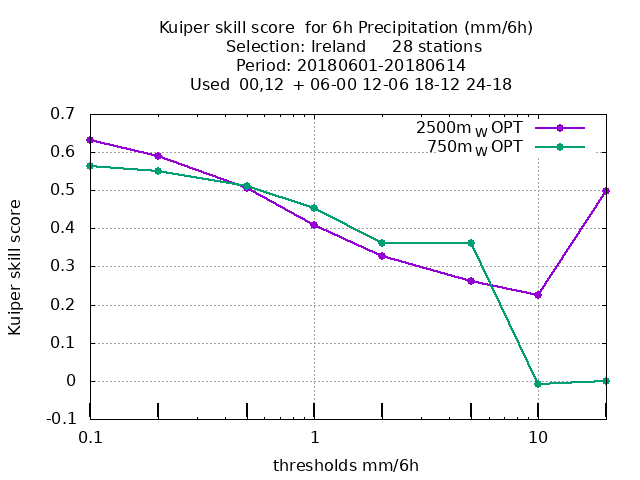 Kuiper skill score  for 6h Precipitation (mm/6h)
Selection: Ireland     28 stations
Period: 20180601-20180614
Used  00,12  + 06-00 12-06 18-12 24-18
2500m W OPT
750m W OPT
Kuiper skill score
0.7
0.6
0.5
0.4
0.3
0.2
0.1
0
-0.1
0.1
1
10
thresholds mm/6h